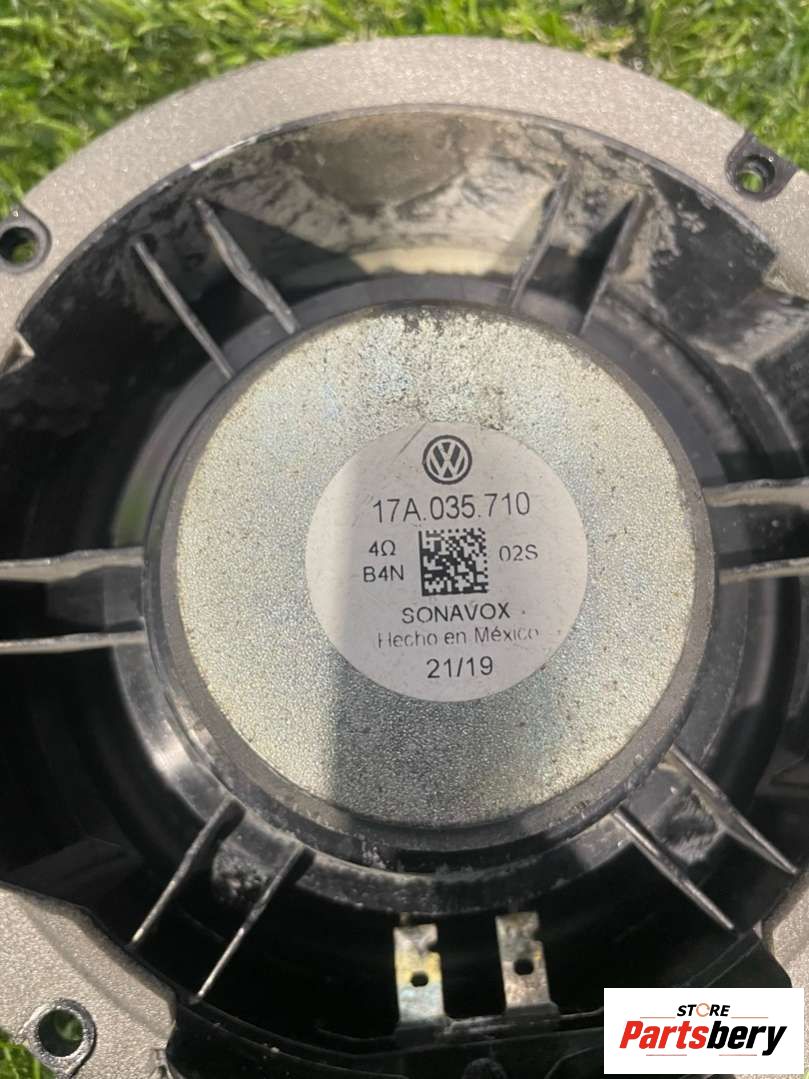 17A.035.710
4Ω 02S
B4N
SONAVOX
Hecho en México
21/19
STORE
Partsbery